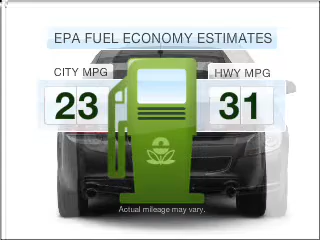 EPA FUEL ECONOMY ESTIMATES
CITY MPG
HWY MPG
23
31
Actual mileage may vary.